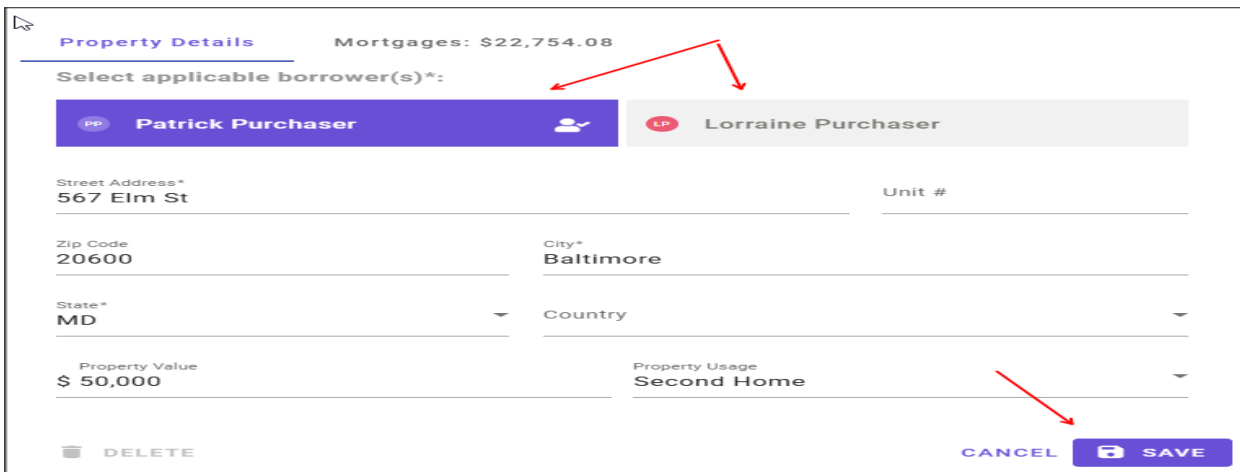 Property Details Mortgages: $22,754.08
Select applicable borrower(s)*:
PP Patrick Purchaser LP Lorraine Purchaser
Street Address*
567 Elm St Unit #
Zip Code City*
20600 Baltimore
State*
MD Country
Property Value Property Usage
$ 50,000 Second Home
DELETE CANCEL SAVE